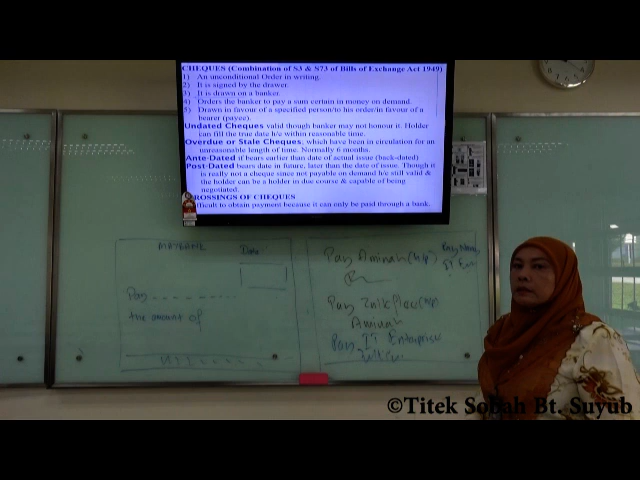 CHEQUES (Combination of S3 & S73 of Bills of Exchange Act 1949)
1) An unconditional Order in writing.
2) It is signed by the drawer.
3) It is drawn on a banker.
4) Orders the banker to pay a sum certain in money on demand.
5) Drawn in favour of a specified person/to his order/in favour of a
bearer (payee).
Undated Cheques valid though banker may not honour it. Holder
can fill the true date h/e within reasonable time.
Overdue or Stale Cheques; which have been in circulation for an
unreasonable length of time. Normally 6 months.
Ante-Dated if bears earlier than date of actual issue (back-dated)
Post-Dated bears date in future, later than the date of issue. Though it
is really not a cheque since not payable on demand h/e still valid &
the holder can be a holder in due course & capable of being
negotiated.
CROSSINGS OF CHEQUES
Difficult to obtain payment because it can only be paid through a bank.
MAYBANK Date:
Pay
the amount of
Pay Aminah
Pay
Aminah
Pay IT Enterprise
©Titek Sobah Bt. Suyub